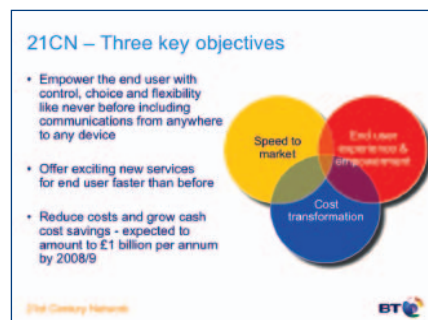 21CN – Three key objectives
• Empower the end user with
control, choice and flexibility
like never before including
communications from anywhere
to any device
• Offer exciting new services
for end user faster than before
• Reduce costs and grow cash
cost savings - expected to
amount to £1 billion per annum
by 2008/9
Speed to
market
End user
experience &
empowerment
Cost
transformation
21st Century Network
BT